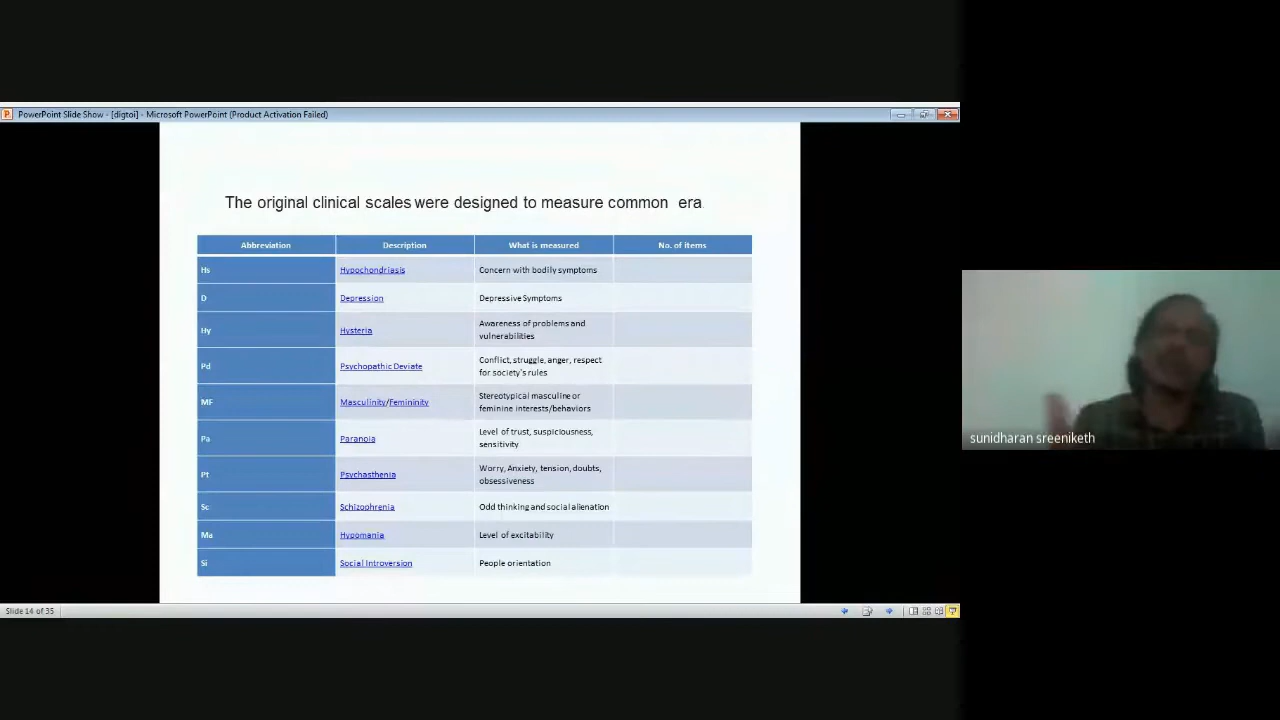 PowerPoint Slide Show - [digtoi] - Microsoft PowerPoint (Product Activation Failed)
The original clinical scales were designed to measure common era
Abbreviation Description What is measured No. of items
Hs Hypochondriasis Concern with bodily symptoms
D Depression Depressive Symptoms
Hy Hysteria Awareness of problems and
vulnerabilities
Pd Psychopathic Deviate Conflict, struggle, anger, respect
for society's rules
MF Masculinity/Femininity Stereotypical masculine or
feminine interests/behaviors
Pa Paranoia Level of trust, suspiciousness,
sensitivity
Pt Psychasthenia Worry, Anxiety, tension, doubts,
obsessiveness
Sc Schizophrenia Odd thinking and social alienation
Ma Hypomania Level of excitability
Si Social Introversion People orientation
Slide 14 of 35
sunidharan sreeniketh